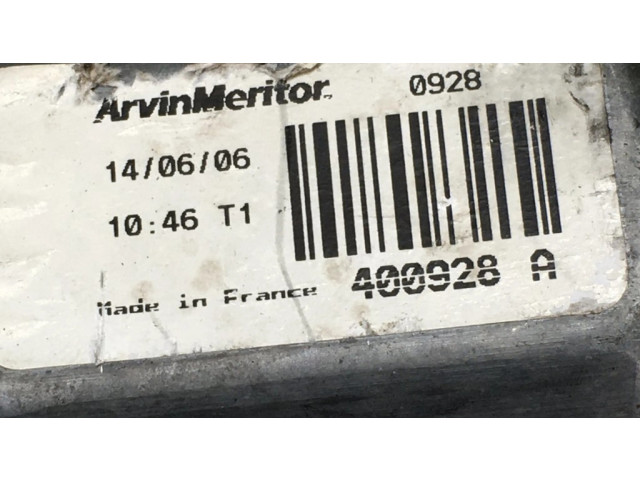 ArvinMeritor 0928
14/06/06
10:46 T1
Made in France 400928 A